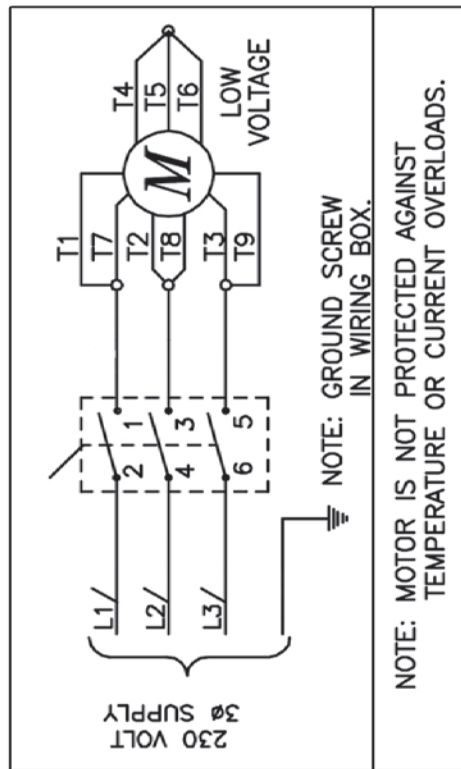 230 VOLT
3Ø SUPPLY
L1
L2
L3
2
1
4
3
6
5
T1
T7
T2
T8
T3
T9
M
T4
T5
T6
LOW
VOLTAGE
NOTE: GROUND SCREW
IN WIRING BOX.
NOTE: MOTOR IS NOT PROTECTED AGAINST
TEMPERATURE OR CURRENT OVERLOADS.